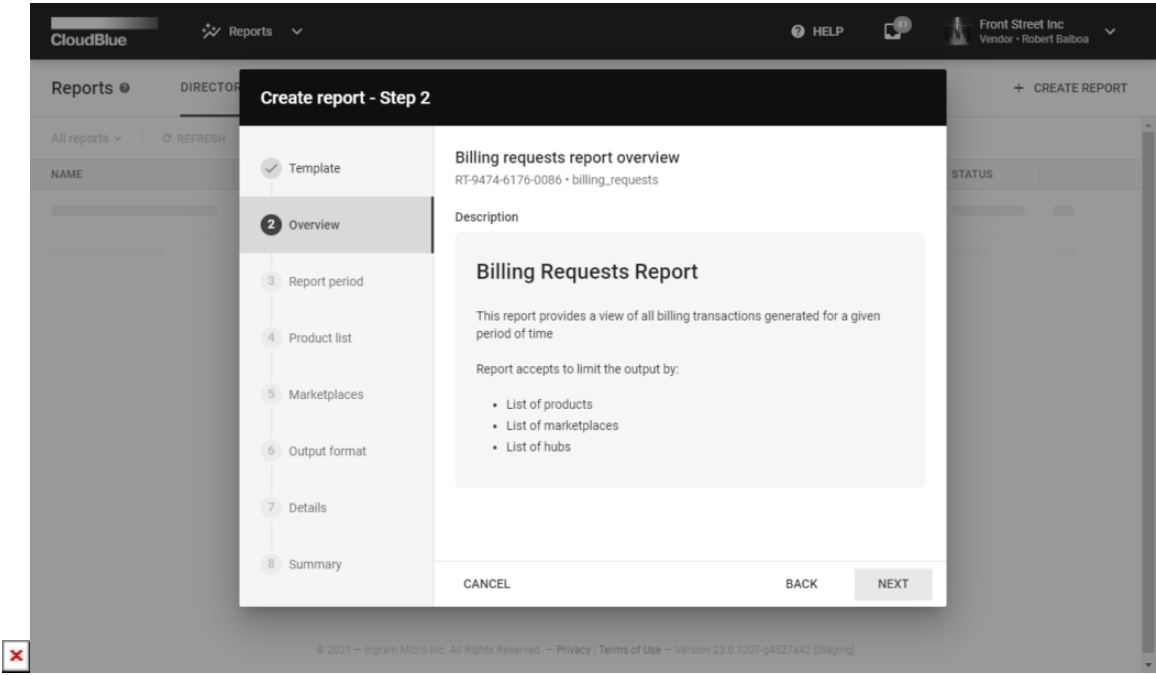 CloudBlue
Reports
HELP
41
Front Street Inc
Vendor • Robert Balboa
Reports
DIRECTOR
+ CREATE REPORT
All reports
REFRESH
NAME
STATUS
Create report - Step 2
Template
2 Overview
3 Report period
4 Product list
5 Marketplaces
6 Output format
7 Details
8 Summary
Billing requests report overview
RT-9474-6176-0086 • billing_requests
Description
Billing Requests Report
This report provides a view of all billing transactions generated for a given
period of time
Report accepts to limit the output by:
• List of products
• List of marketplaces
• List of hubs
CANCEL
BACK
NEXT
© 2021 — Ingram Micro Inc. All Rights Reserved. — Privacy | Terms of Use — Version 23.0.1207-g4527a42 [Staging]